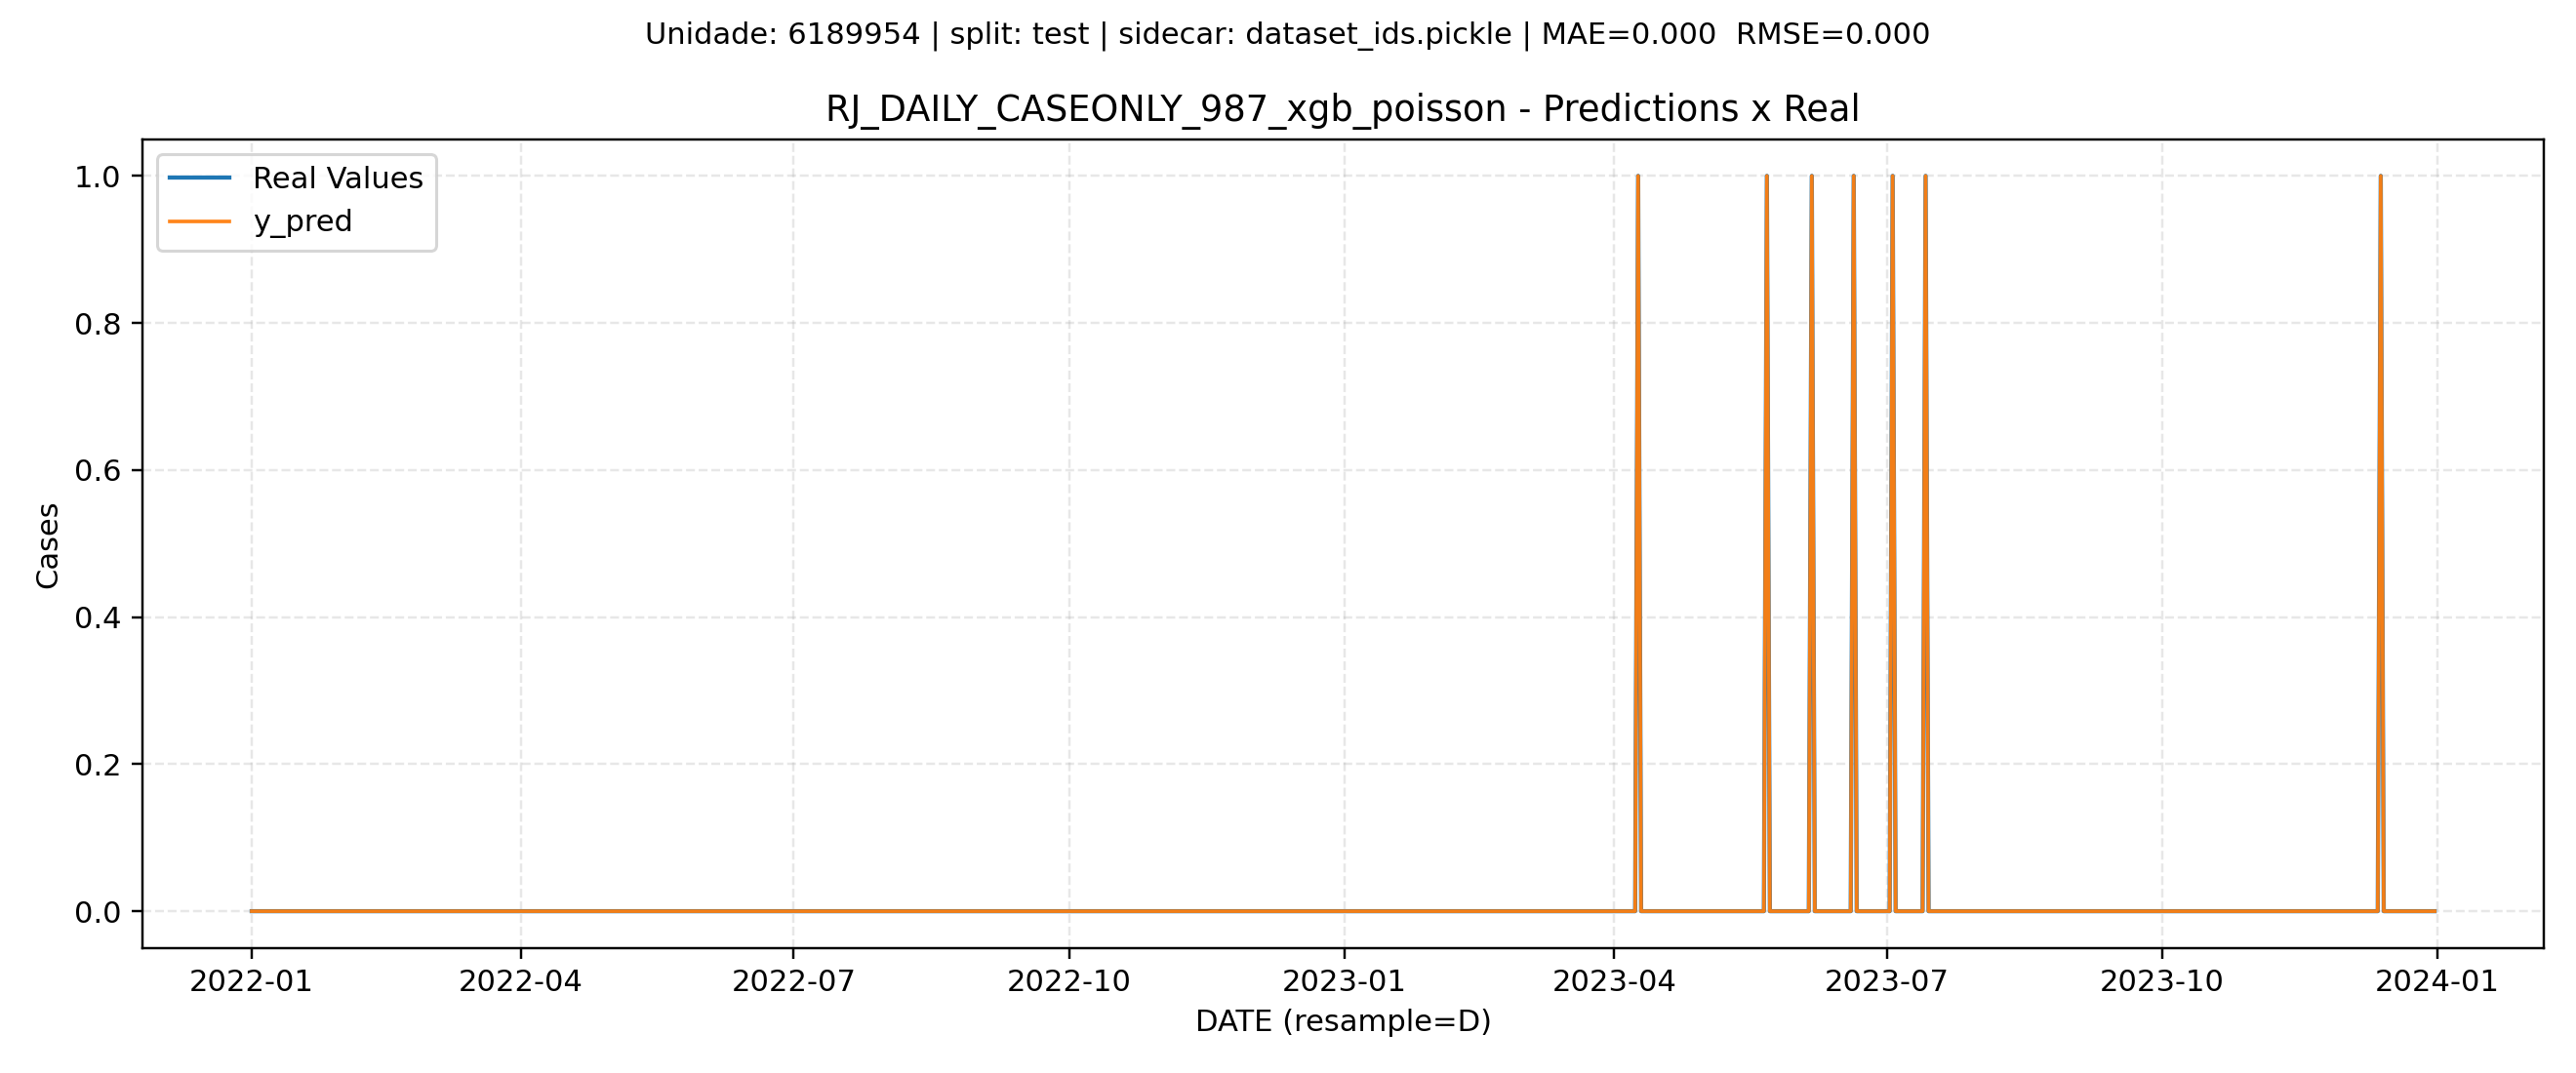 Unidade: 6189954 | split: test | sidecar: dataset_ids.pickle | MAE=0.000  RMSE=0.000
RJ_DAILY_CASEONLY_987_xgb_poisson - Predictions x Real
Real Values
y_pred
1.0
0.8
0.6
0.4
0.2
0.0
Cases
2022-01
2022-04
2022-07
2022-10
2023-01
2023-04
2023-07
2023-10
2024-01
DATE (resample=D)